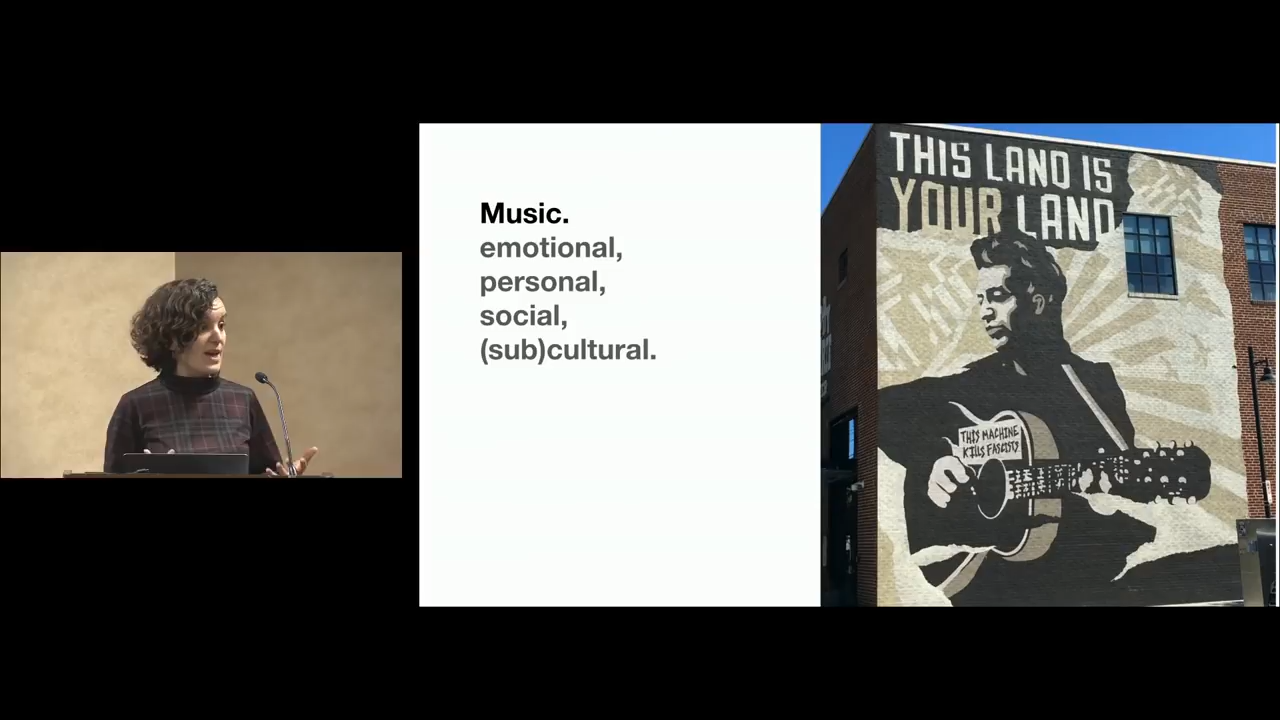 Music.
emotional,
personal,
social,
(sub)cultural.
THIS LAND IS
YOUR LAND
THIS MACHINE
KILLS FASCISTS